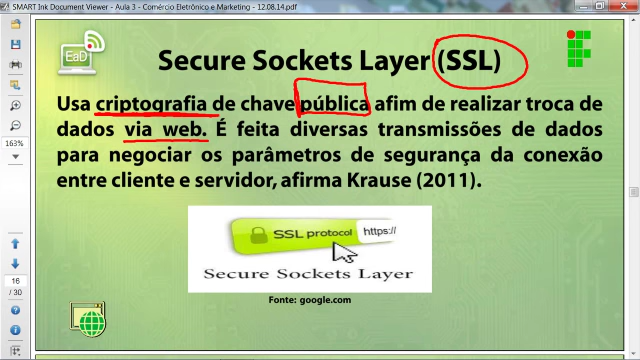 SMART Ink Document Viewer - Aula 3 - Comércio Eletrônico e Marketing - 12.08.14.pdf
EaD
Secure Sockets Layer (SSL)
Usa criptografia de chave pública afim de realizar troca de
dados via web. É feita diversas transmissões de dados
para negociar os parâmetros de segurança da conexão
entre cliente e servidor, afirma Krause (2011).
163%
SSL protocol https://
Secure Sockets Layer
Fonte: google.com
16
/ 30